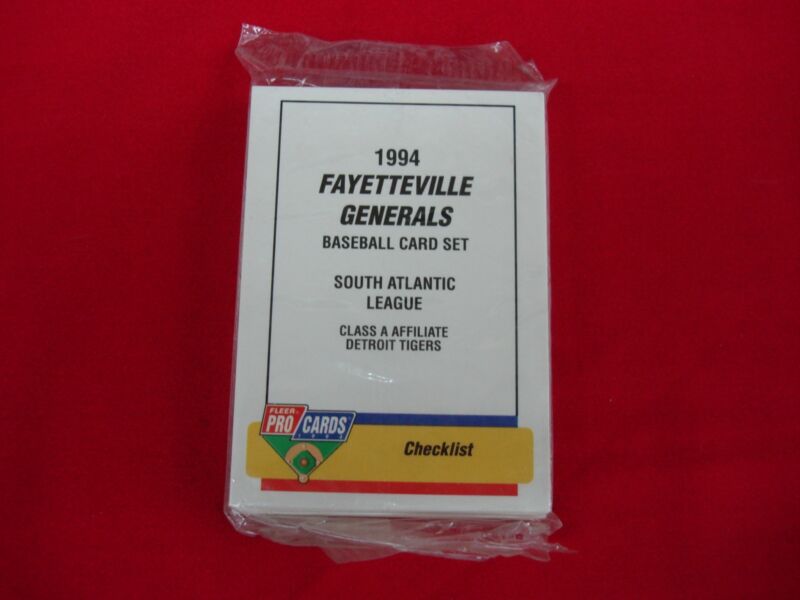 1994
FAYETTEVILLE
GENERALS
BASEBALL CARD SET
SOUTH ATLANTIC
LEAGUE
CLASS A AFFILIATE
DETROIT TIGERS
FLEER
PRO CARDS
Checklist